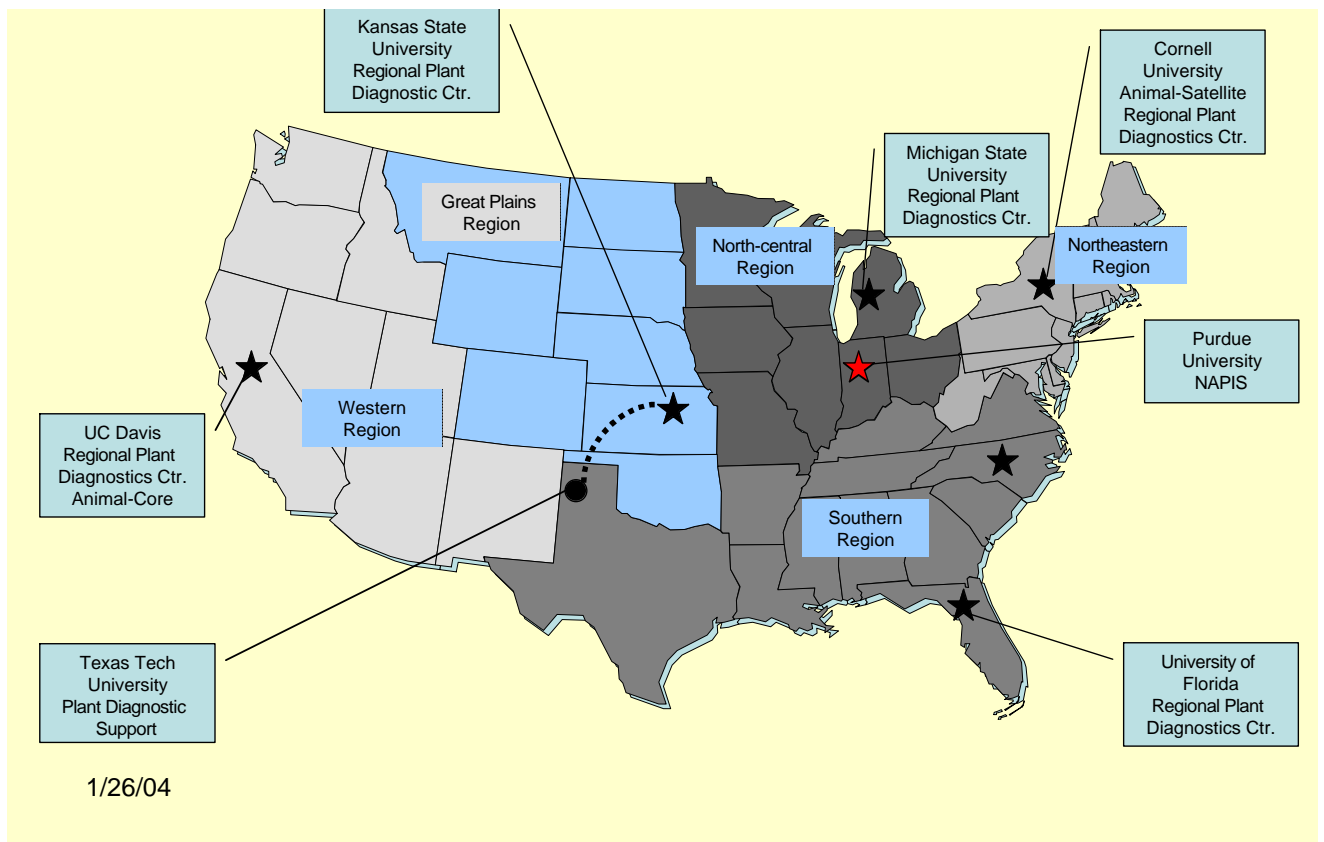 Kansas State
University
Regional Plant
Diagnostic Ctr.
Cornell
University
Animal-Satellite
Regional Plant
Diagnostics Ctr.
Michigan State
University
Regional Plant
Diagnostics Ctr.
Great Plains
Region
North-central
Region
Northeastern
Region
Purdue
University
NAPIS
Western
Region
UC Davis
Regional Plant
Diagnostics Ctr.
Animal-Core
Southern
Region
Texas Tech
University
Plant Diagnostic
Support
University of
Florida
Regional Plant
Diagnostics Ctr.
1/26/04